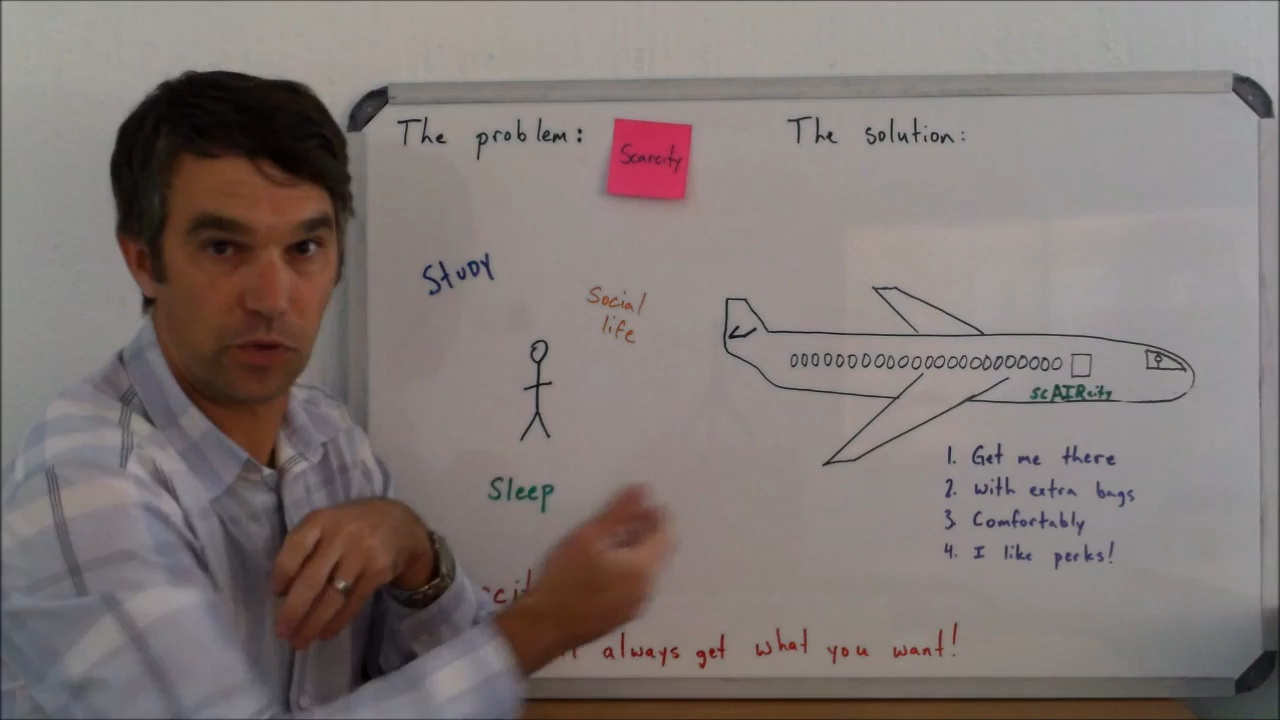 The problem:
Scarcity
The solution:
Study
Social
life
scAIRcity
Sleep
1. Get me there
2. with extra bags
3. Comfortably
4. I like perks!
always get what you want!